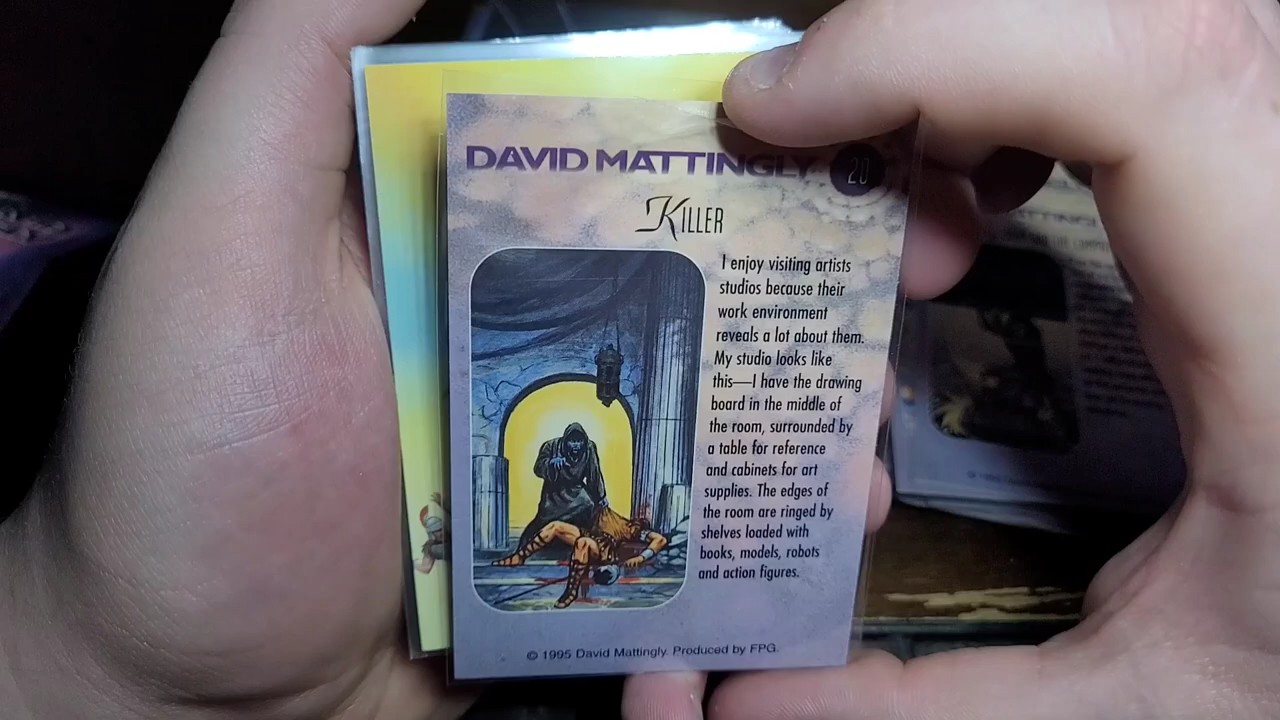 DAVID MATTINGLY
20
KILLER
I enjoy visiting artists
studios because their
work environment
reveals a lot about them.
My studio looks like
this—I have the drawing
board in the middle of
the room, surrounded by
a table for reference
and cabinets for art
supplies. The edges of
the room are ringed by
shelves loaded with
books, models, robots
and action figures.
© 1995 David Mattingly. Produced by FPG.